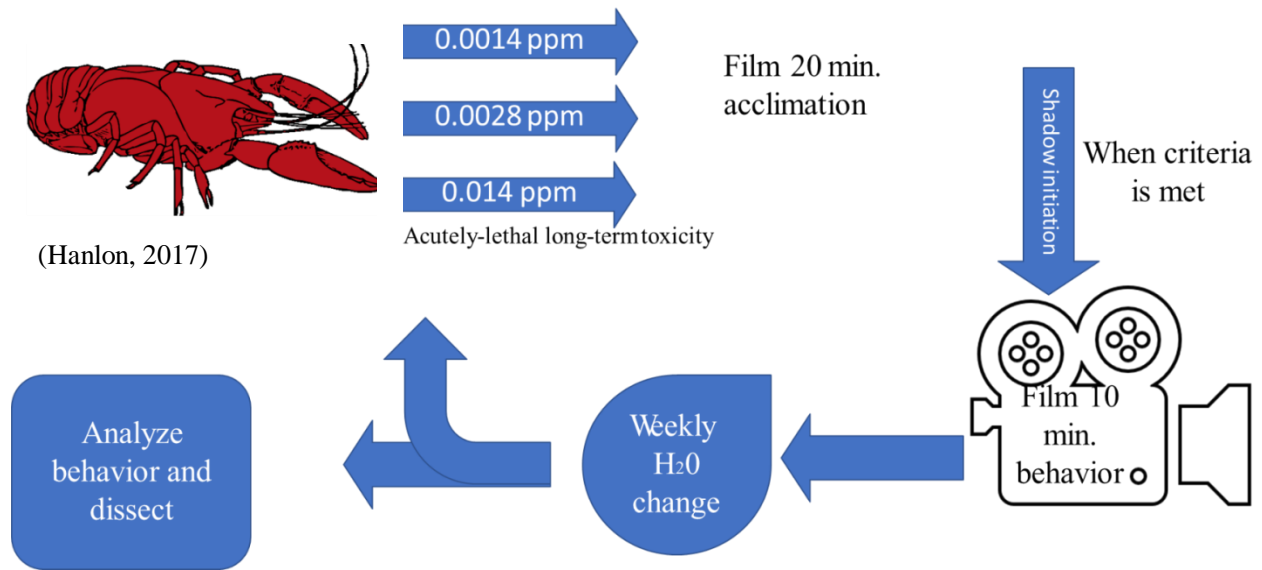 0.0014 ppm
0.0028 ppm
0.014 ppm
Acutely-lethal long-term toxicity
(Hanlon, 2017)
Film 20 min.
acclimation
Shadow initiation
When criteria
is met
Film 10
min.
behavior
Weekly
H₂0
change
Analyze
behavior and
dissect